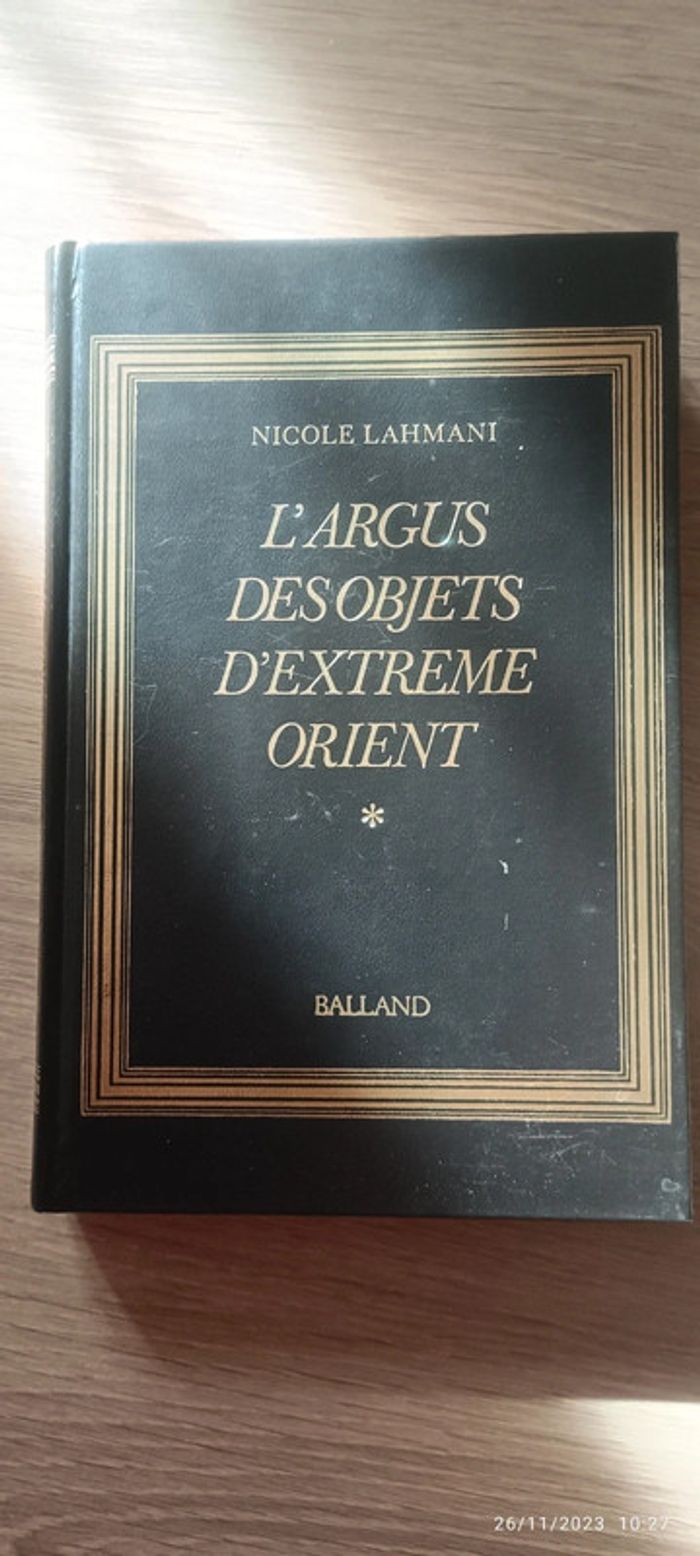 NICOLE LAHMANI
L'ARGUS
DES OBJETS
D'EXTREME
ORIENT
*
BALLAND
26/11/2023 10:27